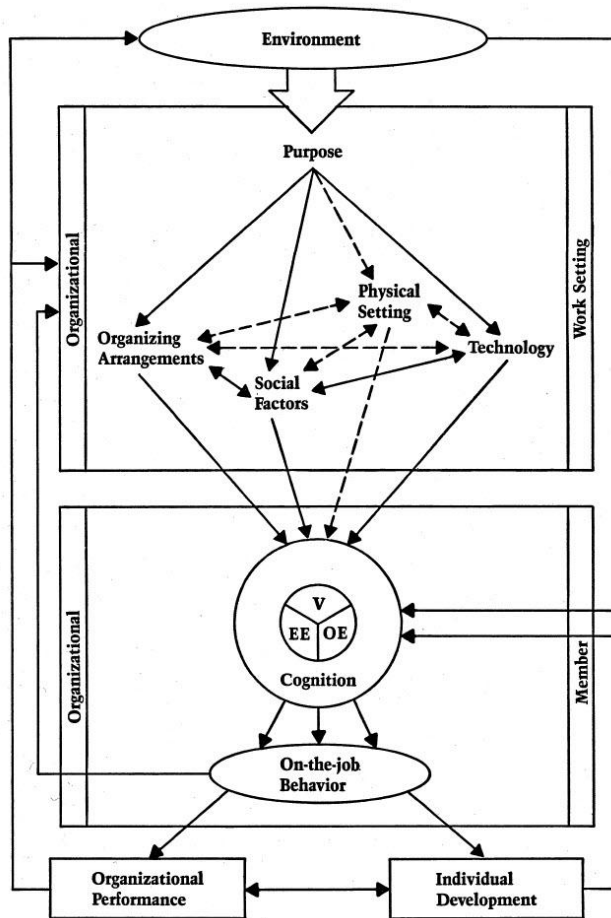 Environment
Purpose
Organizational
Work Setting
Physical
Setting
Organizing
Arrangements
Technology
Social
Factors
Organizational
Member
V
EE
OE
Cognition
On-the-job
Behavior
Organizational
Performance
Individual
Development